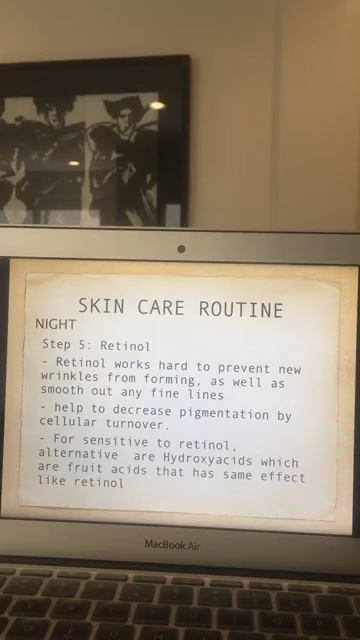 SKIN CARE ROUTINE
NIGHT
Step 5: Retinol
- Retinol works hard to prevent new
wrinkles from forming, as well as
smooth out any fine lines
- help to decrease pigmentation by
cellular turnover.
- For sensitive to retinol,
alternative are Hydroxyacids which
are fruit acids that has same effect
like retinol
MacBook Air